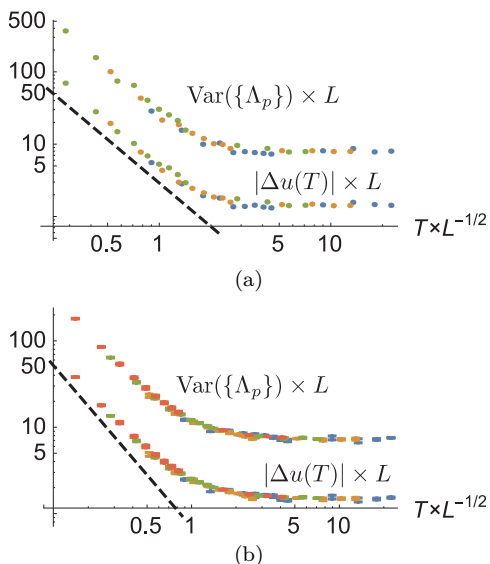 500
100
50
10
5
Var({Λ_p}) × L
|Δu(T)| × L
0.5 1 5 10
T×L^{-1/2}
(a)
100
50
10
5
Var({Λ_p}) × L
|Δu(T)| × L
0.5 1 5 10
T×L^{-1/2}
(b)